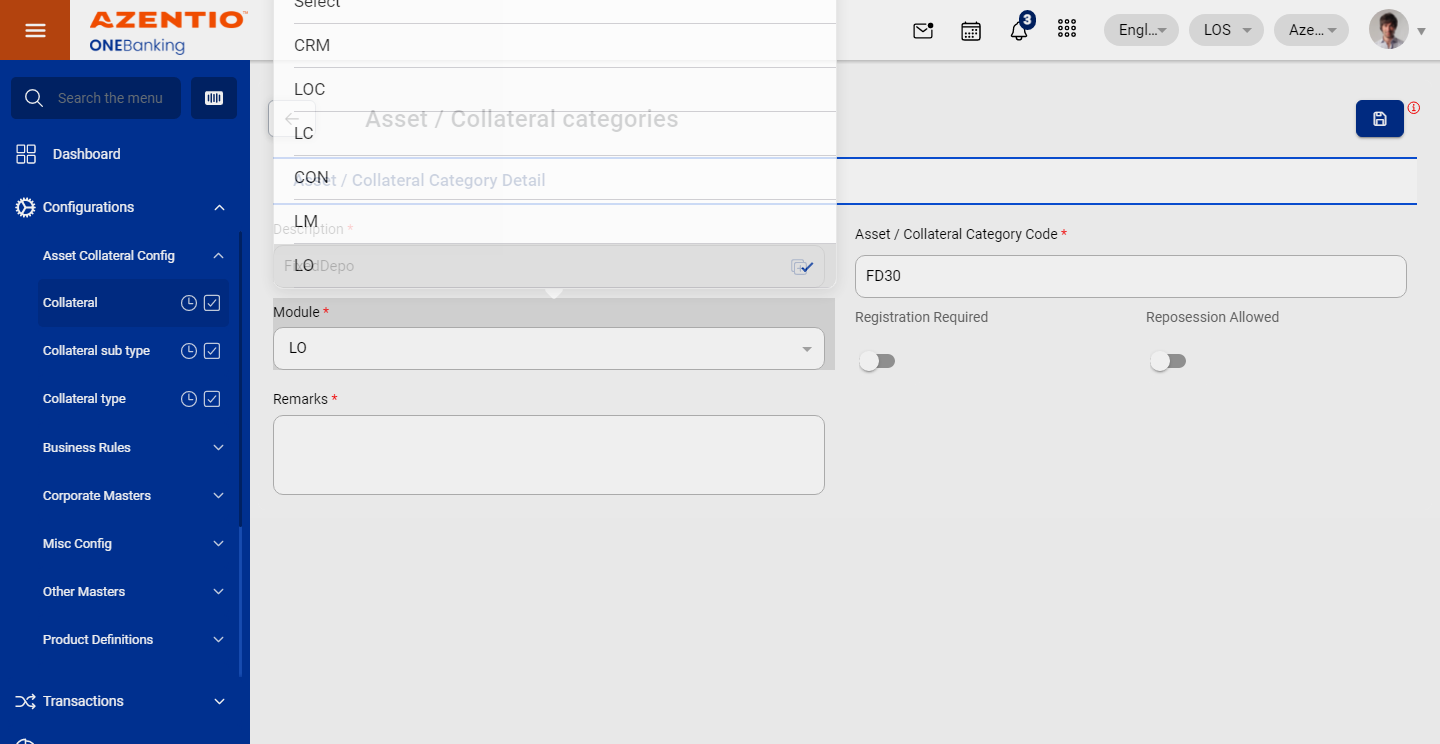 AZENTIO™
ONEBanking
3
Engl...
LOS
Aze...
Search the menu
Dashboard
Configurations
Asset Collateral Config
Collateral
Collateral sub type
Collateral type
Business Rules
Corporate Masters
Misc Config
Other Masters
Product Definitions
Transactions
Select
CRM
LOC
LC
CON
LM
LO
Asset / Collateral categories
Asset / Collateral Category Detail
Description *
FixedDepo
Asset / Collateral Category Code *
FD30
Module *
LO
Registration Required
Reposession Allowed
Remarks *